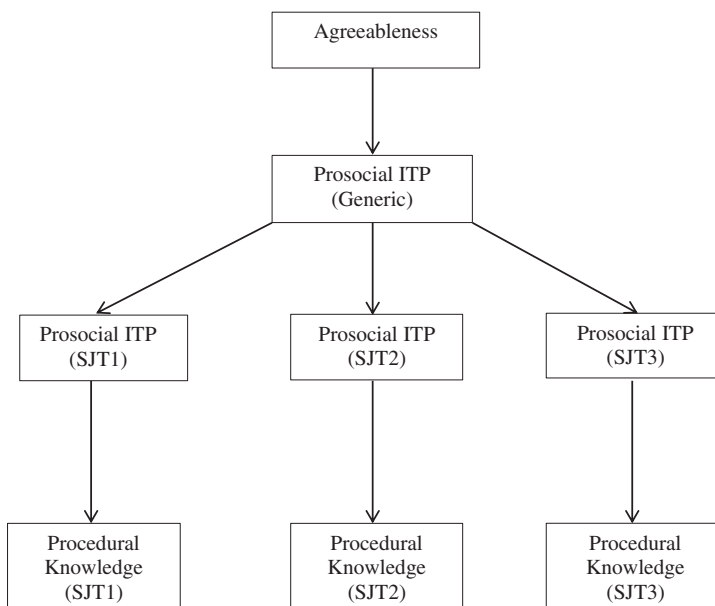 Agreeableness
Prosocial ITP
(Generic)
Prosocial ITP
(SJT1)
Prosocial ITP
(SJT2)
Prosocial ITP
(SJT3)
Procedural
Knowledge
(SJT1)
Procedural
Knowledge
(SJT2)
Procedural
Knowledge
(SJT3)